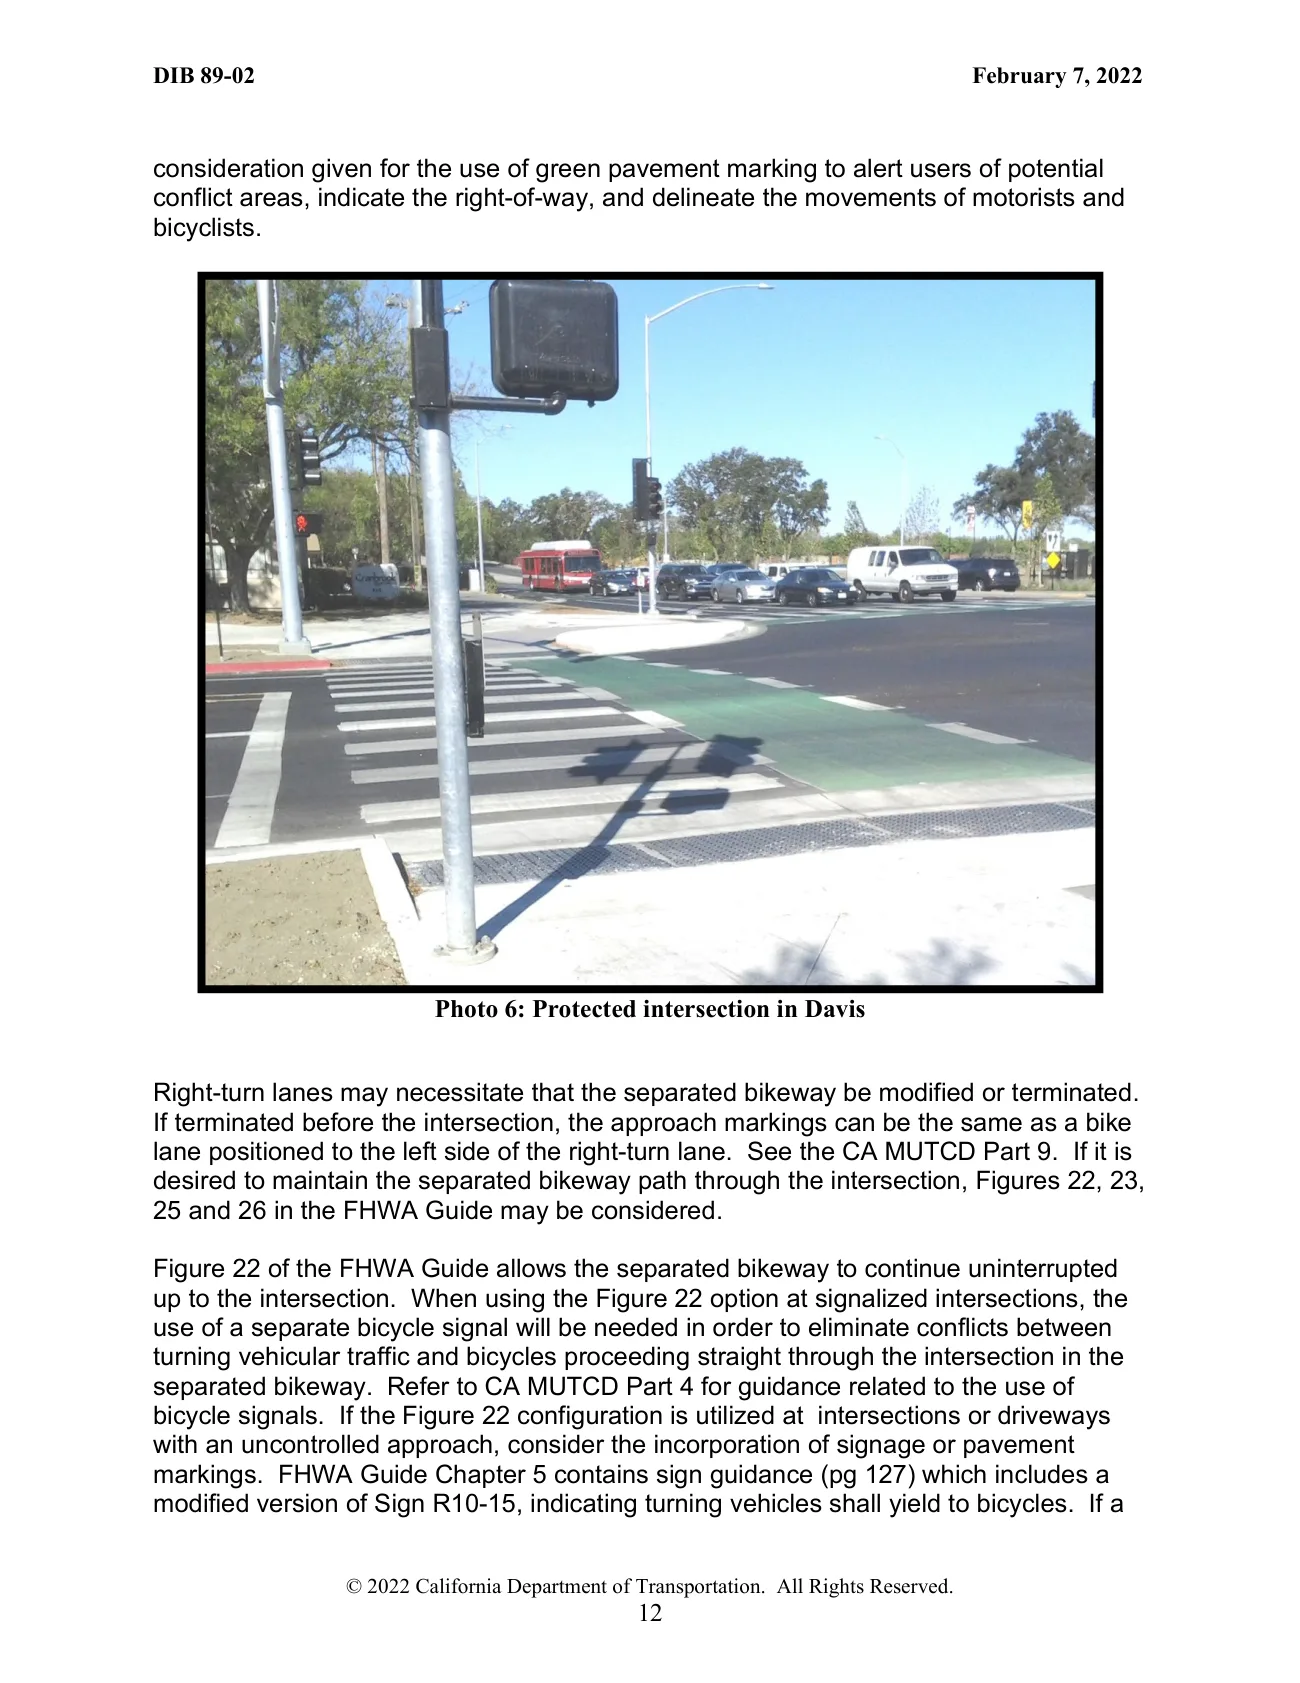 DIB 89-02 February 7, 2022
consideration given for the use of green pavement marking to alert users of potential
conflict areas, indicate the right-of-way, and delineate the movements of motorists and
bicyclists.
Photo 6: Protected intersection in Davis
Right-turn lanes may necessitate that the separated bikeway be modified or terminated.
If terminated before the intersection, the approach markings can be the same as a bike
lane positioned to the left side of the right-turn lane.  See the CA MUTCD Part 9.  If it is
desired to maintain the separated bikeway path through the intersection, Figures 22, 23,
25 and 26 in the FHWA Guide may be considered.
Figure 22 of the FHWA Guide allows the separated bikeway to continue uninterrupted
up to the intersection.  When using the Figure 22 option at signalized intersections, the
use of a separate bicycle signal will be needed in order to eliminate conflicts between
turning vehicular traffic and bicycles proceeding straight through the intersection in the
separated bikeway.  Refer to CA MUTCD Part 4 for guidance related to the use of
bicycle signals.  If the Figure 22 configuration is utilized at  intersections or driveways
with an uncontrolled approach, consider the incorporation of signage or pavement
markings.  FHWA Guide Chapter 5 contains sign guidance (pg 127) which includes a
modified version of Sign R10-15, indicating turning vehicles shall yield to bicycles.  If a
© 2022 California Department of Transportation.  All Rights Reserved.
12